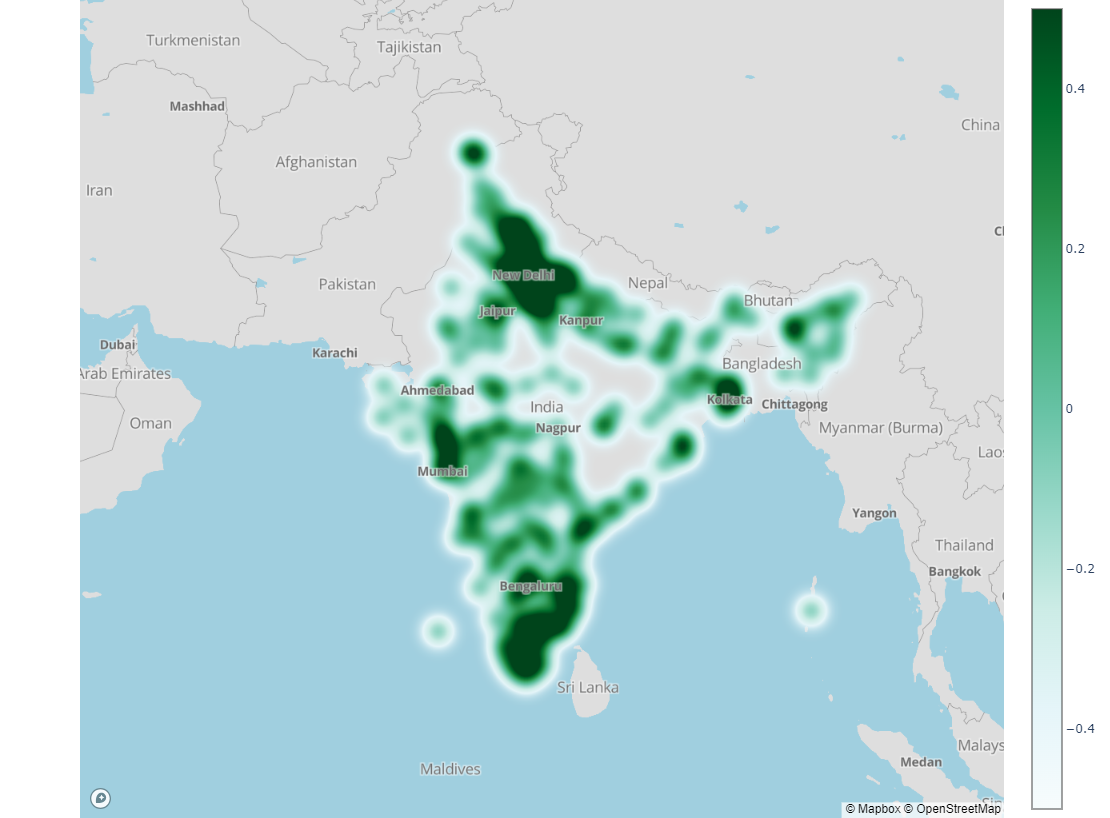 Turkmenistan
Tajikistan
Mashhad
China
Afghanistan
Iran
Pakistan
New Delhi
Nepal
Bhutan
Jaipur
Kanpur
Dubai
Karachi
Bangladesh
Arab Emirates
Ahmedabad
India
Kolkata
Chittagong
Oman
Nagpur
Myanmar (Burma)
Laos
Mumbai
Yangon
Thailand
Bangkok
Bengaluru
Sri Lanka
Malays
Medan
Maldives
© Mapbox © OpenStreetMap
0.4
0.2
0
−0.2
−0.4